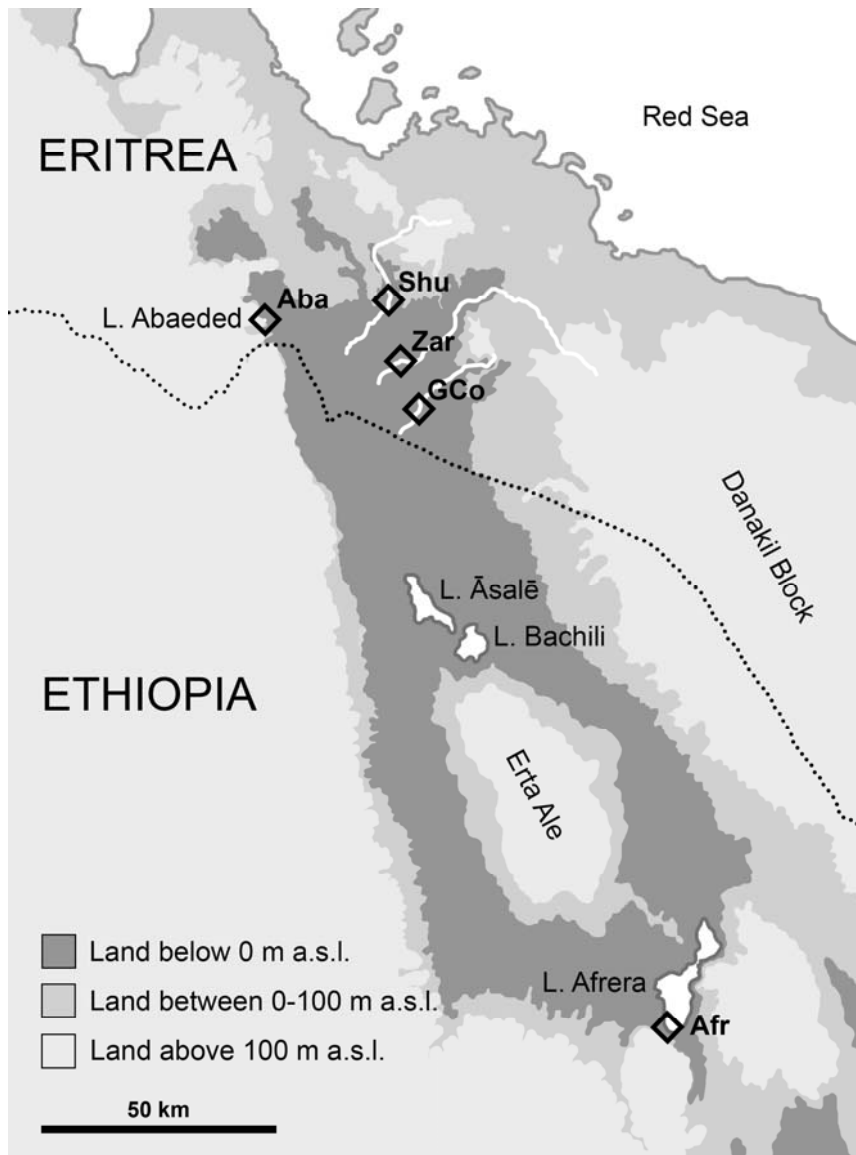 Red Sea
ERITREA
Shu
Aba
L. Abaeded
Zar
GCo
Danakil Block
L. Āsalē
L. Bachili
ETHIOPIA
Erta Ale
Land below 0 m a.s.l.
L. Afrera
Land between 0-100 m a.s.l.
Afr
Land above 100 m a.s.l.
50 km